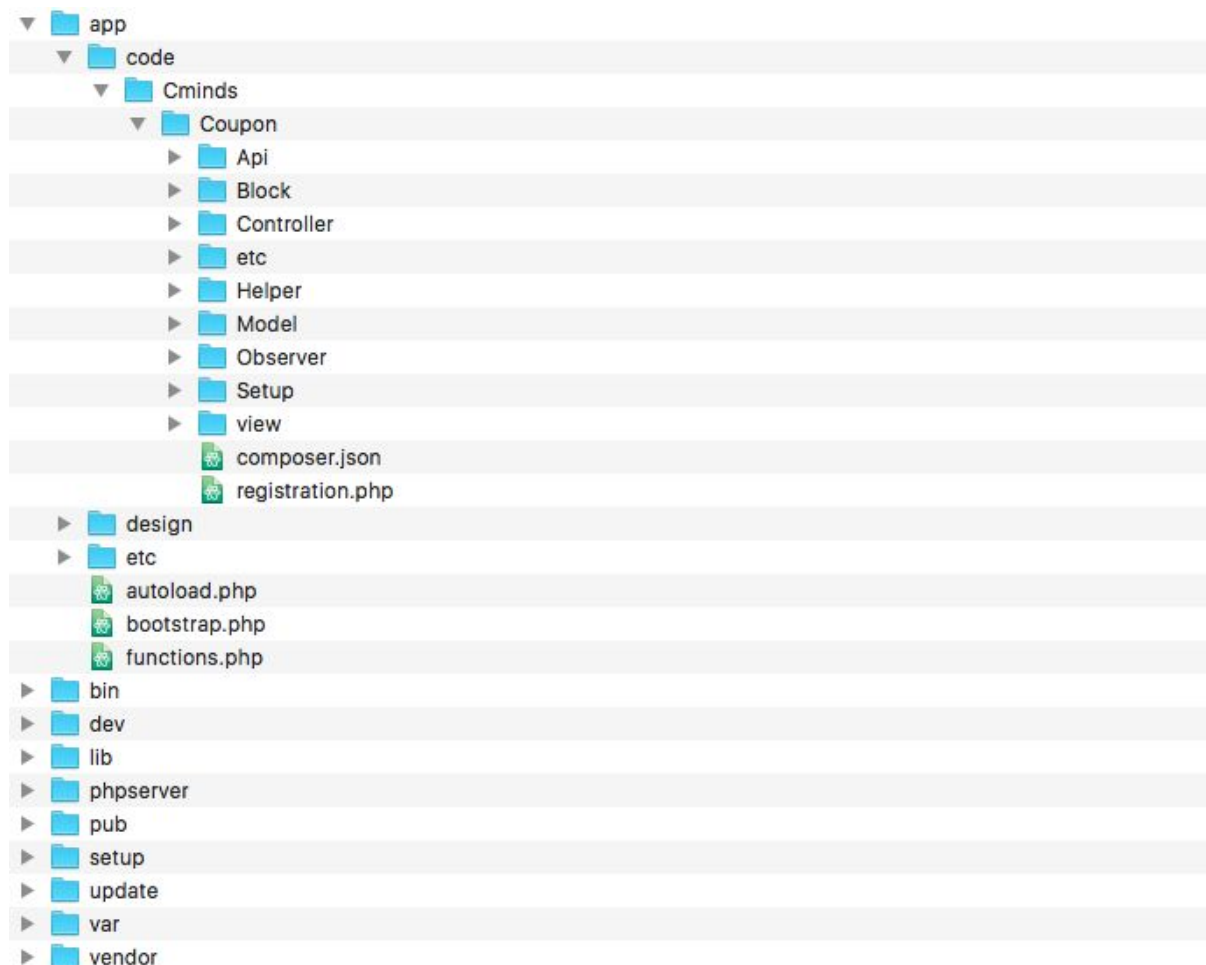 app
code
Cminds
Coupon
Api
Block
Controller
etc
Helper
Model
Observer
Setup
view
composer.json
registration.php
design
etc
autoload.php
bootstrap.php
functions.php
bin
dev
lib
phpserver
pub
setup
update
var
vendor